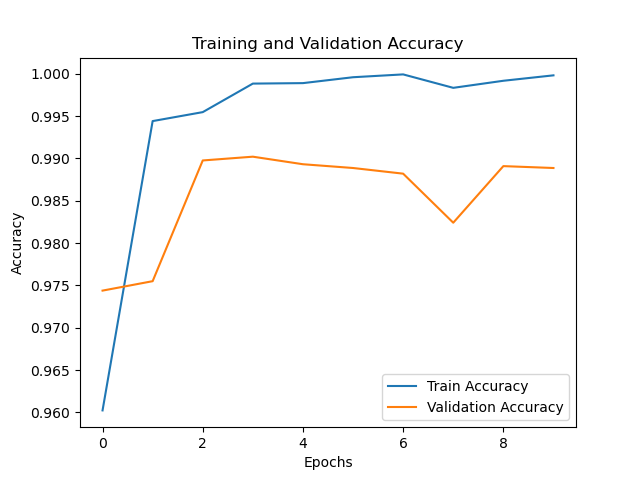 Training and Validation Accuracy
1.000
0.995
0.990
0.985
0.980
0.975
0.970
0.965
0.960
Accuracy
Train Accuracy
Validation Accuracy
0 2 4 6 8
Epochs